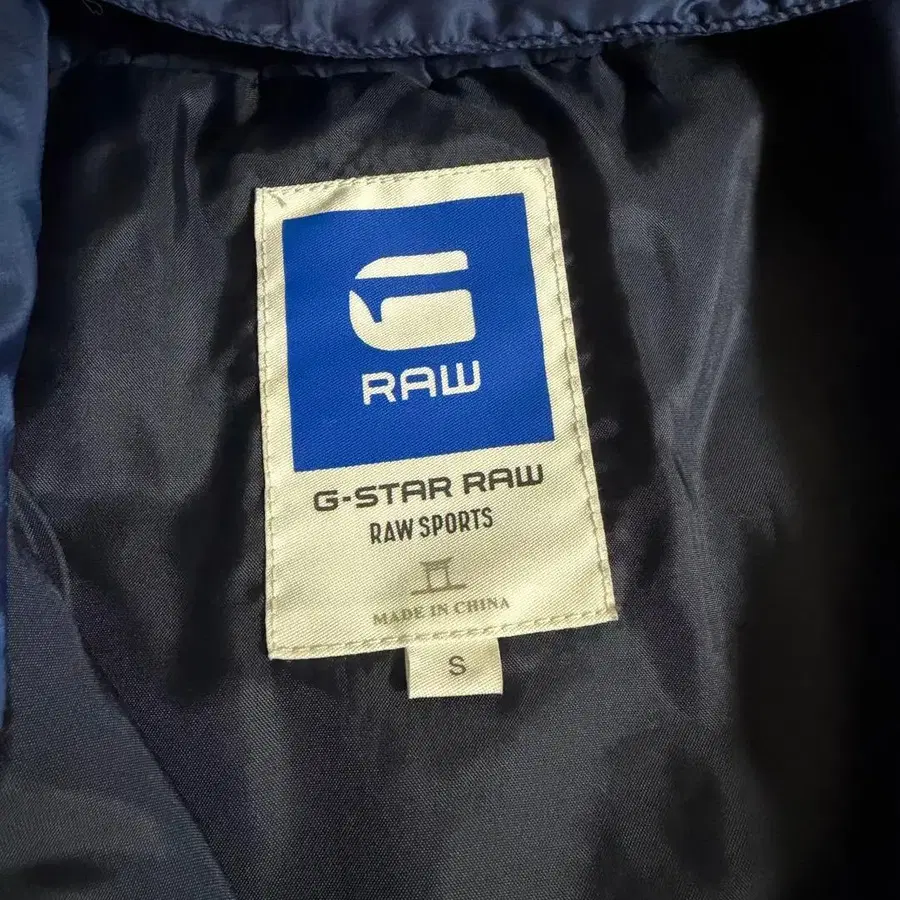 G
RAW
G-STAR RAW
RAW SPORTS
MADE IN CHINA
S